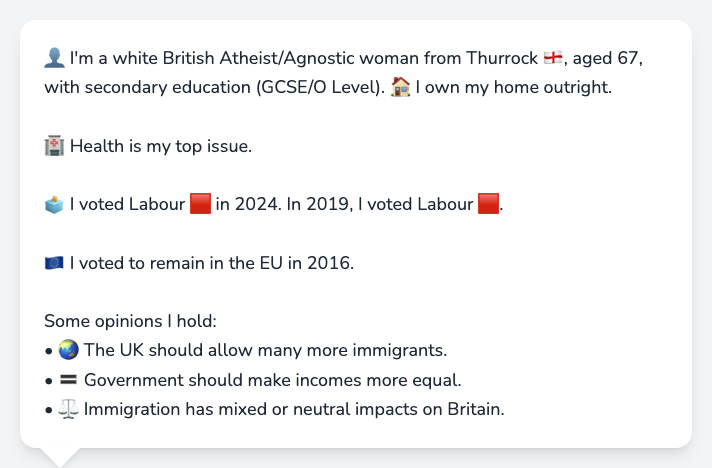 👤 I'm a white British Atheist/Agnostic woman from Thurrock 🏴󠁧󠁢󠁥󠁮󠁧󠁿, aged 67,
with secondary education (GCSE/O Level). 🏠 I own my home outright.
🏥 Health is my top issue.
🗳️ I voted Labour 🟥 in 2024. In 2019, I voted Labour 🟥.
🇪🇺 I voted to remain in the EU in 2016.
Some opinions I hold:
• 🌏 The UK should allow many more immigrants.
• 🟰 Government should make incomes more equal.
• ⚖️ Immigration has mixed or neutral impacts on Britain.